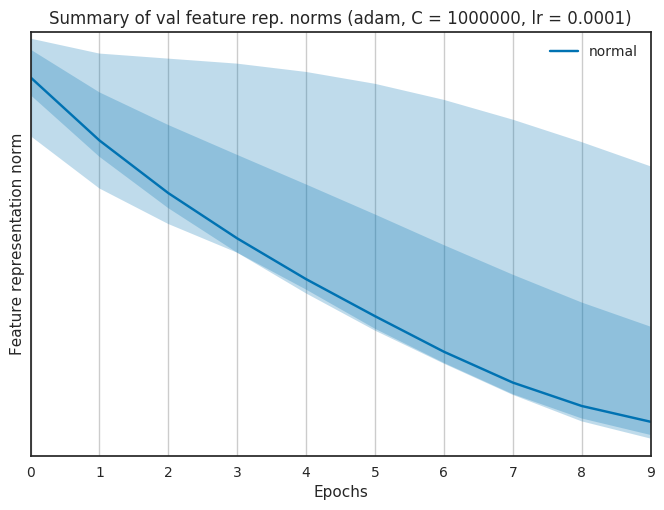 Summary of val feature rep. norms (adam, C = 1000000, lr = 0.0001)
normal
Feature representation norm
0 1 2 3 4 5 6 7 8 9
Epochs